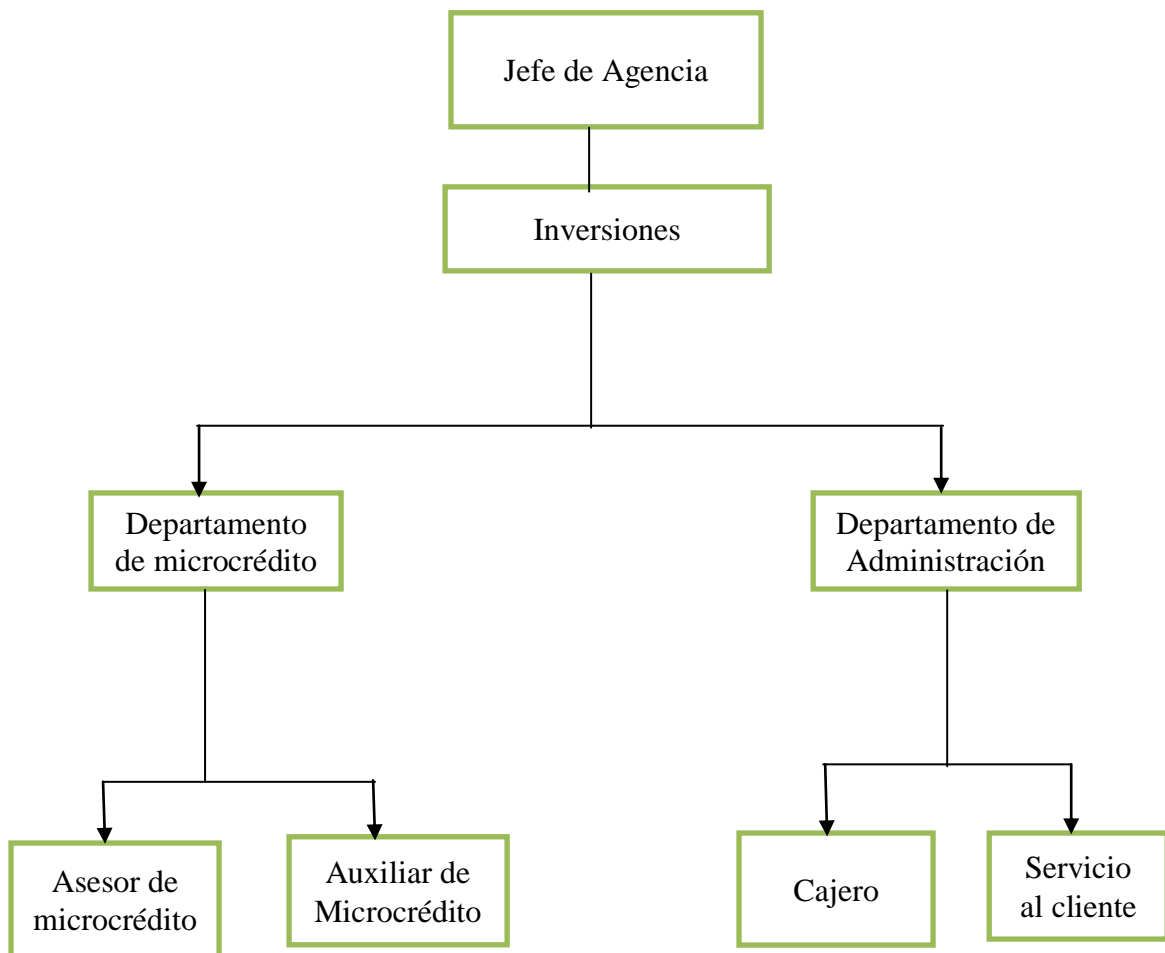 Jefe de Agencia
Inversiones
Departamento
de microcrédito
Departamento de
Administración
Asesor de
microcrédito
Auxiliar de
Microcrédito
Cajero
Servicio
al cliente